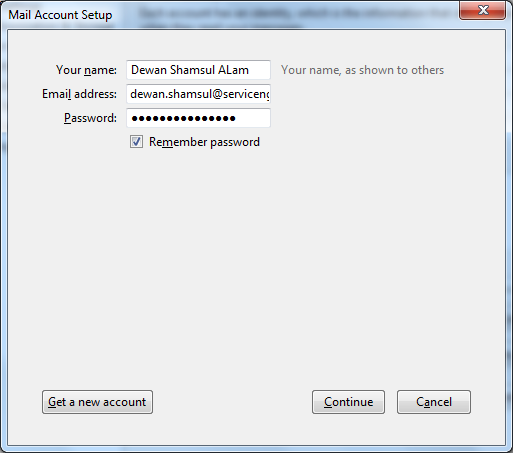 Mail Account Setup
Your name: Dewan Shamsul ALam Your name, as shown to others
Email address: dewan.shamsul@serviceng
Password: ●●●●●●●●●●●●●●●
Remember password
Get a new account Continue Cancel